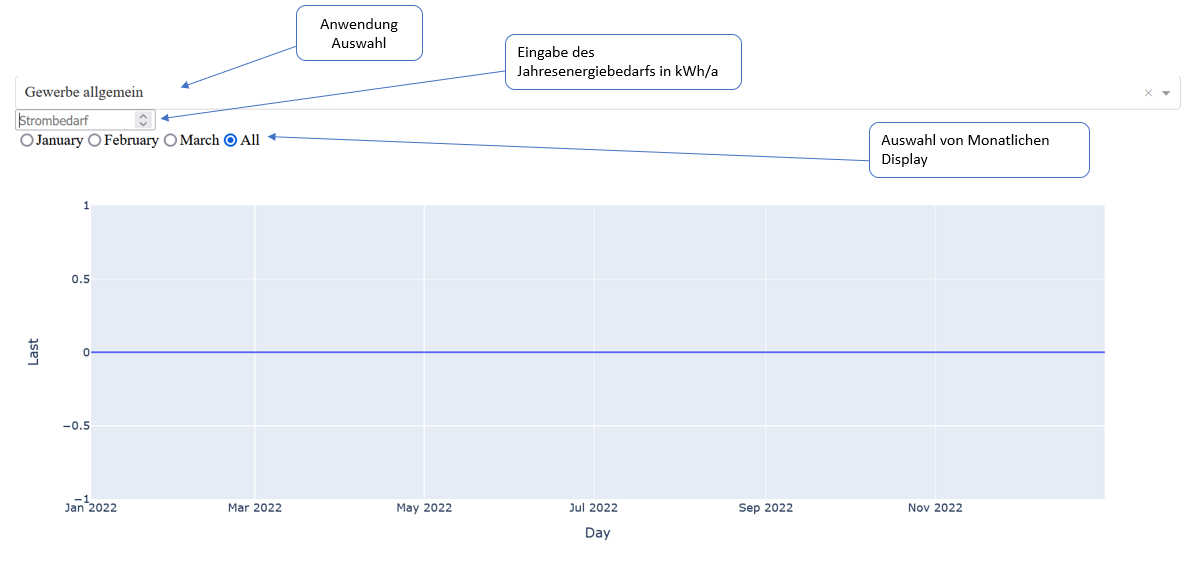 Anwendung
Auswahl
Eingabe des
Jahresenergiebedarfs in kWh/a
Gewerbe allgemein
Strombedarf
January February March All
Auswahl von Monatlichen
Display
1
0.5
0
−0.5
−1
Last
Jan 2022 Mar 2022 May 2022 Jul 2022 Sep 2022 Nov 2022
Day